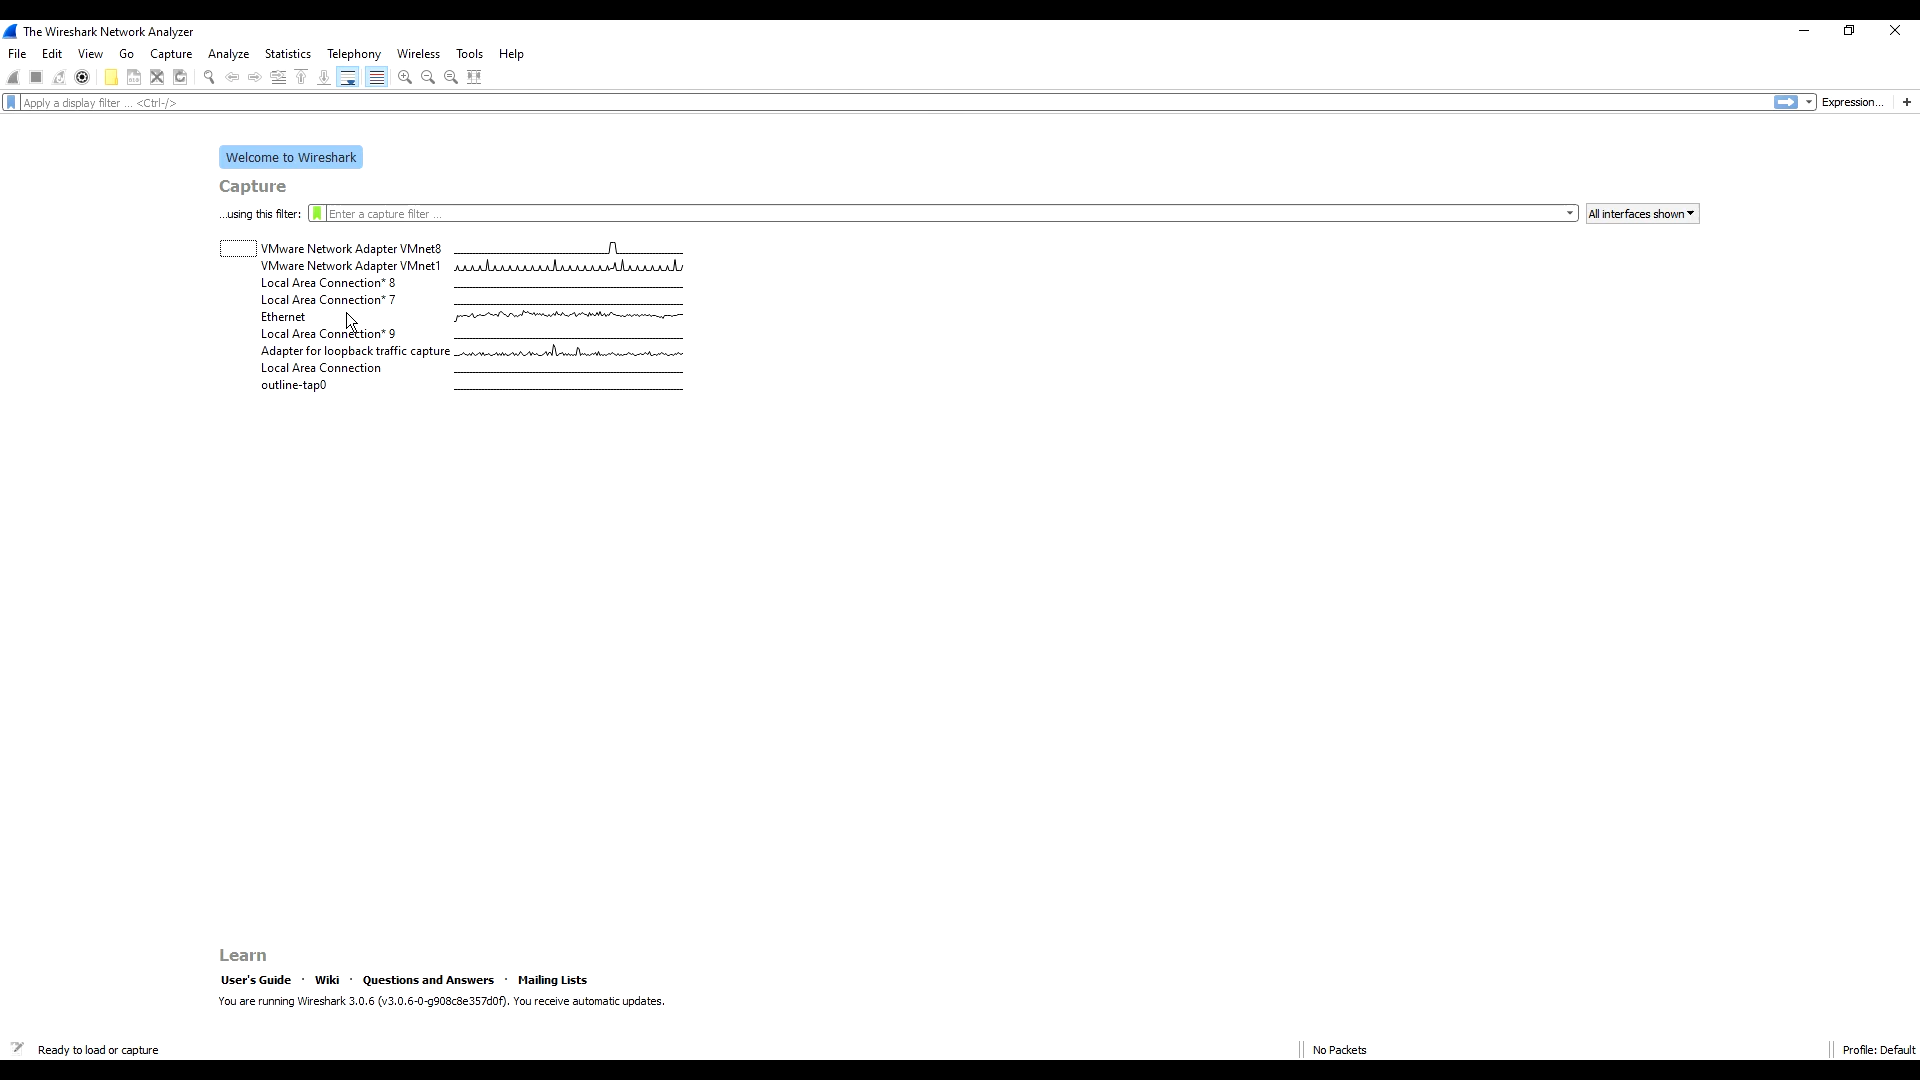 The Wireshark Network Analyzer
File Edit View Go Capture Analyze Statistics Telephony Wireless Tools Help
Apply a display filter ... <Ctrl-/> Expression... +
Welcome to Wireshark
Capture
...using this filter: Enter a capture filter ... All interfaces shown
VMware Network Adapter VMnet8
VMware Network Adapter VMnet1
Local Area Connection* 8
Local Area Connection* 7
Ethernet
Local Area Connection* 9
Adapter for loopback traffic capture
Local Area Connection
outline-tap0
Learn
User's Guide · Wiki · Questions and Answers · Mailing Lists
You are running Wireshark 3.0.6 (v3.0.6-0-g908c8e357d0f). You receive automatic updates.
Ready to load or capture No Packets Profile: Default